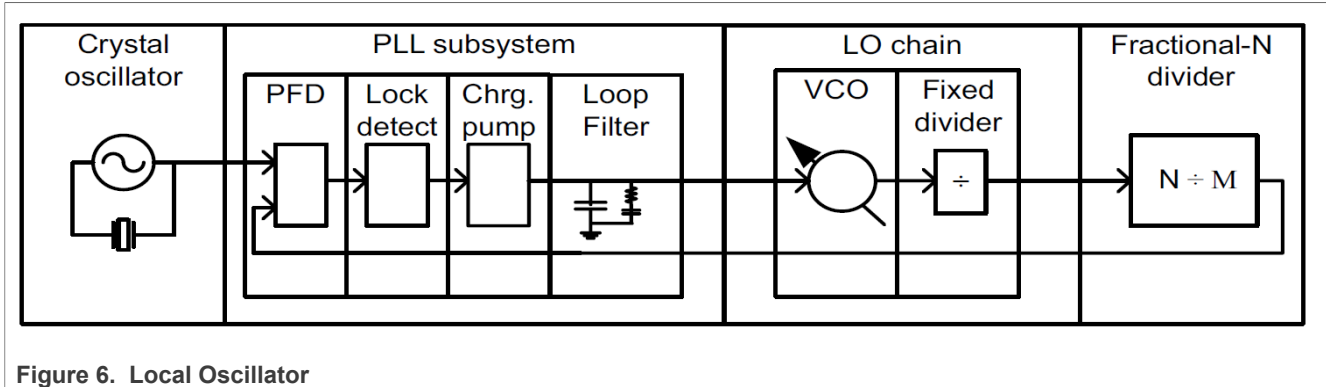 Crystal
oscillator
PLL subsystem
PFD
Lock
detect
Chrg.
pump
Loop
Filter
LO chain
VCO
Fixed
divider
÷
Fractional-N
divider
N ÷ M
Figure 6. Local Oscillator